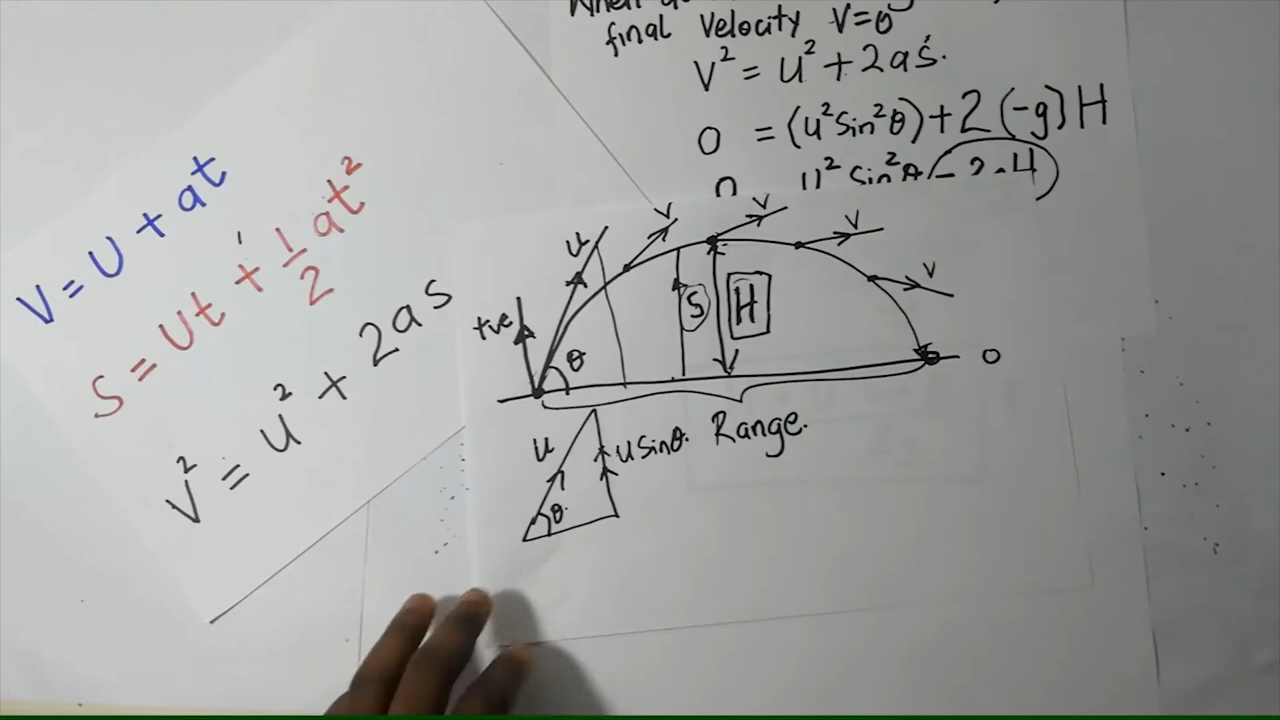 final Velocity V=0
V² = u² + 2as.
0 = (u²Sin²θ) + 2(-g)H
V = U + at
S = Ut + 1/2 at²
V² = u² + 2as
u
V
V
V
V
+ve
θ
S
H
0
Range.
u
θ
usinθ.